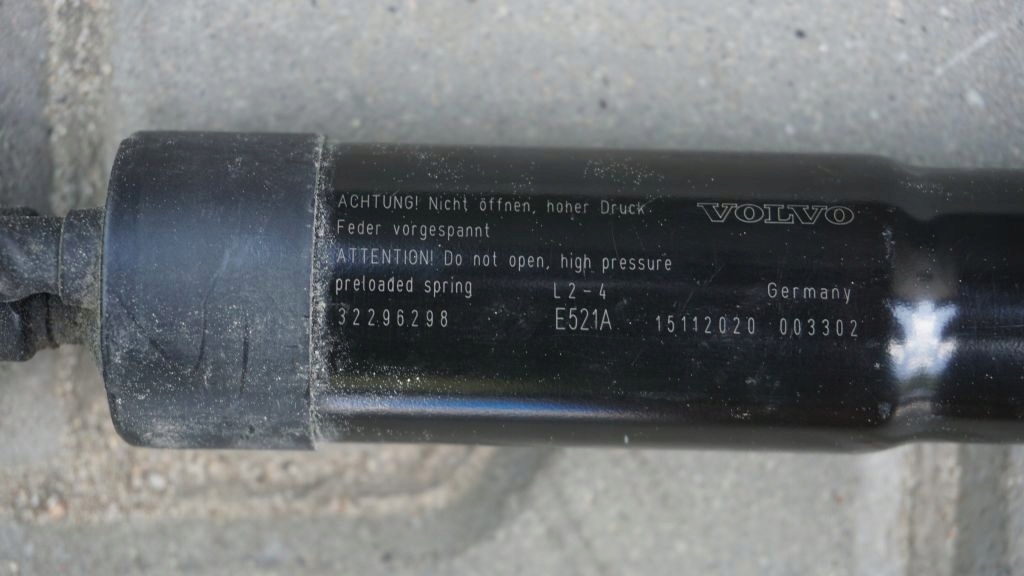 ACHTUNG! Nicht öffnen, hoher Druck
VOLVO
Feder vorgespannt
ATTENTION! Do not open, high pressure
preloaded spring L2-4 Germany
32296298 E521A 15112020 003302